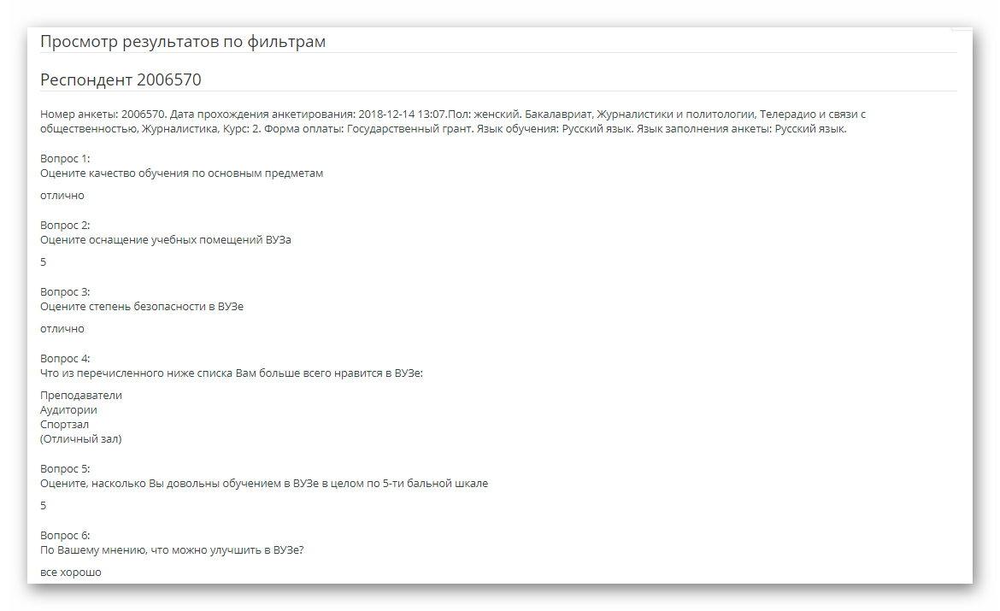 Просмотр результатов по фильтрам
Респондент 2006570
Номер анкеты: 2006570. Дата прохождения анкетирования: 2018-12-14 13:07.Пол: женский. Бакалавриат, Журналистики и политологии, Телерадио и связи с
общественностью, Журналистика, Курс: 2. Форма оплаты: Государственный грант. Язык обучения: Русский язык. Язык заполнения анкеты: Русский язык.
Вопрос 1:
Оцените качество обучения по основным предметам
отлично
Вопрос 2:
Оцените оснащение учебных помещений ВУЗа
5
Вопрос 3:
Оцените степень безопасности в ВУЗе
отлично
Вопрос 4:
Что из перечисленного ниже списка Вам больше всего нравится в ВУЗе:
Преподаватели
Аудитории
Спортзал
(Отличный зал)
Вопрос 5:
Оцените, насколько Вы довольны обучением в ВУЗе в целом по 5-ти бальной шкале
5
Вопрос 6:
По Вашему мнению, что можно улучшить в ВУЗе?
все хорошо